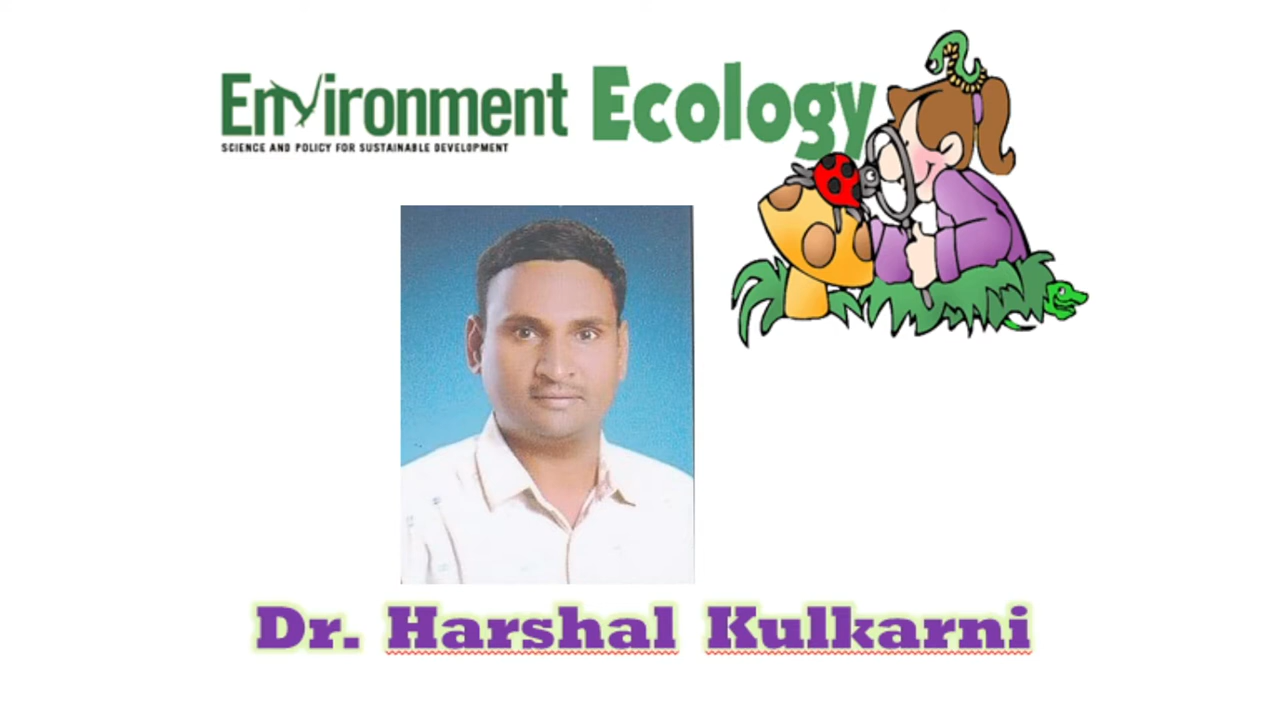 Environment Ecology
SCIENCE AND POLICY FOR SUSTAINABLE DEVELOPMENT
Dr. Harshal Kulkarni